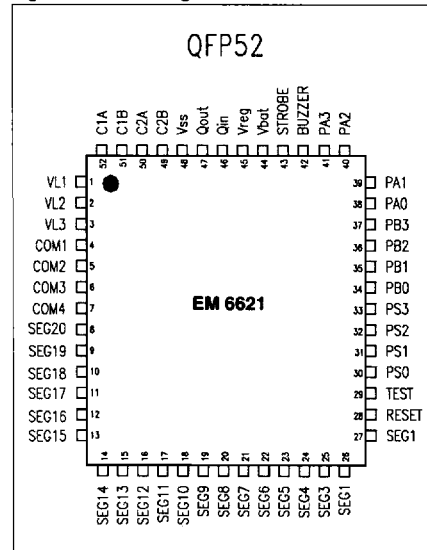 QFP52
C1A C1B C2A C2B Vss Qout Qin Vreg Vbat STROBE BUZZER PA3 PA2
52 51 50 49 48 47 46 45 44 43 42 41 40
VL1 1 39 PA1
VL2 2 38 PA0
VL3 3 37 PB3
COM1 4 36 PB2
COM2 5 35 PB1
COM3 6 34 PB0
COM4 7 EM 6621 33 PS3
SEG20 8 32 PS2
SEG19 9 31 PS1
SEG18 10 30 PS0
SEG17 11 29 TEST
SEG16 12 28 RESET
SEG15 13 27 SEG1
14 15 16 17 18 19 20 21 22 23 24 25 26
SEG14 SEG13 SEG12 SEG11 SEG10 SEG9 SEG8 SEG7 SEG6 SEG5 SEG4 SEG3 SEG1